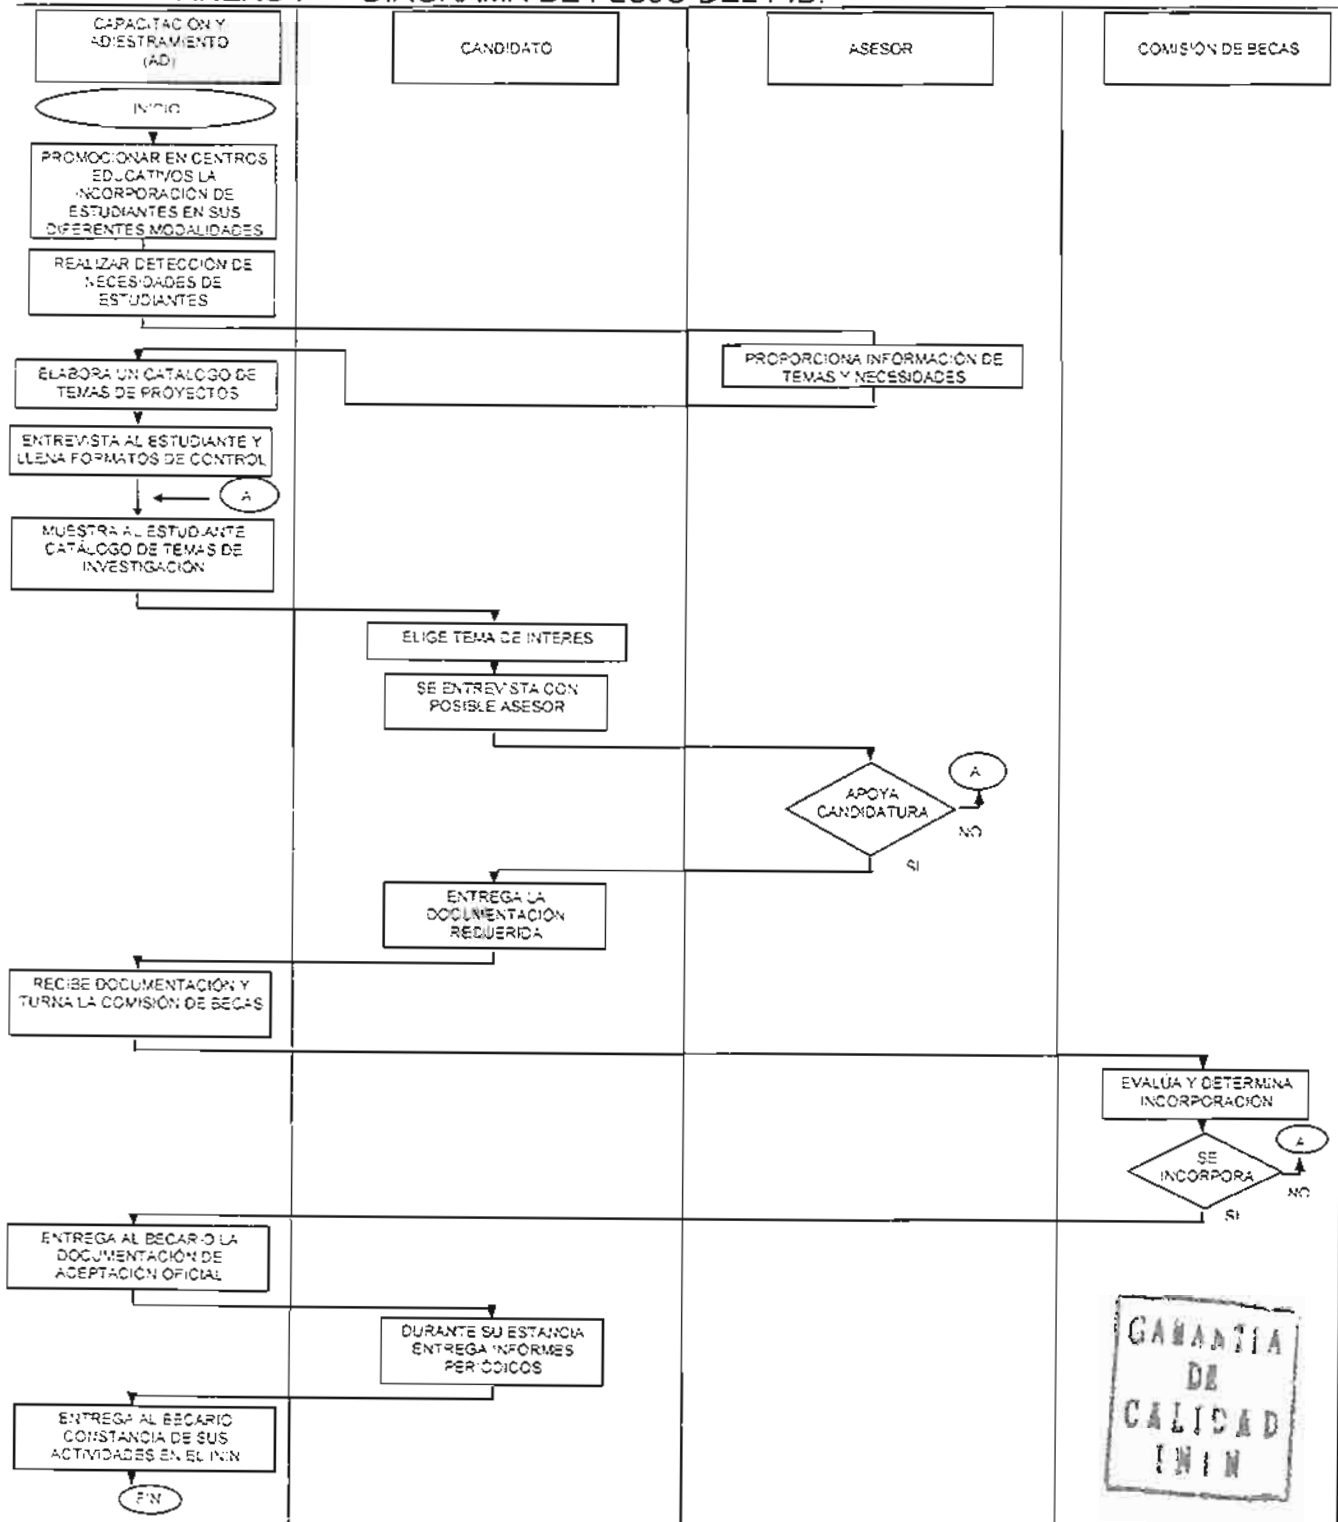 DIAGRAMA DE FLUJO DEL
CAPACITACIÓN Y
ADIESTRAMIENTO
(AD)
CANDIDATO
ASESOR
COMISIÓN DE BECAS
INICIO
PROMOCIONAR EN CENTROS
EDUCATIVOS LA
INCORPORACIÓN DE
ESTUDIANTES EN SUS
DIFERENTES MODALIDADES
REALIZAR DETECCIÓN DE
NECESIDADES DE
ESTUDIANTES
PROPORCIONA INFORMACIÓN DE
TEMAS Y NECESIDADES
ELABORA UN CATALOGO DE
TEMAS DE PROYECTOS
ENTREVISTA AL ESTUDIANTE Y
LLENA FORMATOS DE CONTROL
A
MUESTRA AL ESTUDIANTE
CATÁLOGO DE TEMAS DE
INVESTIGACIÓN
ELIGE TEMA DE INTERES
SE ENTREVISTA CON
POSIBLE ASESOR
A
APOYA
CANDIDATURA
NO
SI
ENTREGA LA
DOCUMENTACIÓN
REQUERIDA
RECIBE DOCUMENTACIÓN Y
TURNA LA COMISIÓN DE BECAS
EVALÚA Y DETERMINA
INCORPORACIÓN
A
SE
INCORPORA
NO
SI
ENTREGA AL BECARIO LA
DOCUMENTACIÓN DE
ACEPTACIÓN OFICIAL
DURANTE SU ESTANCIA
ENTREGA INFORMES
PERIÓDICOS
ENTREGA AL BECARIO
CONSTANCIA DE SUS
ACTIVIDADES EN EL ININ
FIN
GARANTIA
DE
CALIDAD
ININ